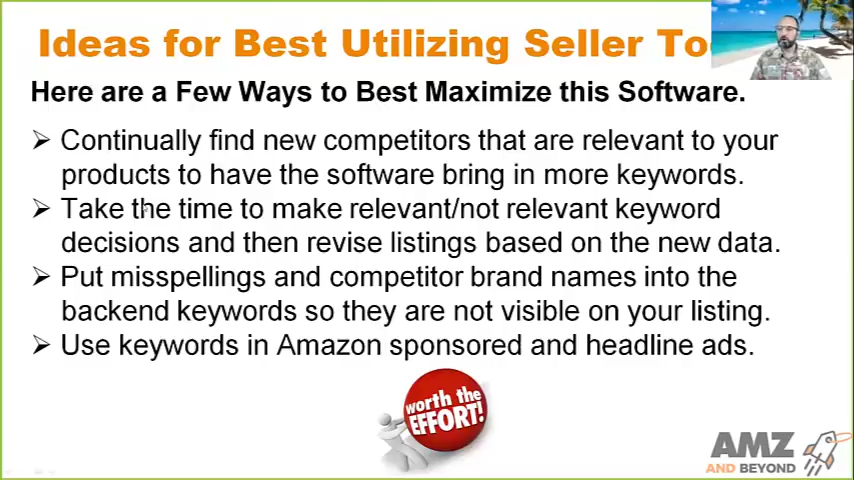 Ideas for Best Utilizing Seller
Here are a Few Ways to Best Maximize this Software.
➢ Continually find new competitors that are relevant to your
products to have the software bring in more keywords.
➢ Take the time to make relevant/not relevant keyword
decisions and then revise listings based on the new data.
➢ Put misspellings and competitor brand names into the
backend keywords so they are not visible on your listing.
➢ Use keywords in Amazon sponsored and headline ads.
worth the
EFFORT!
AMZ
AND BEYOND